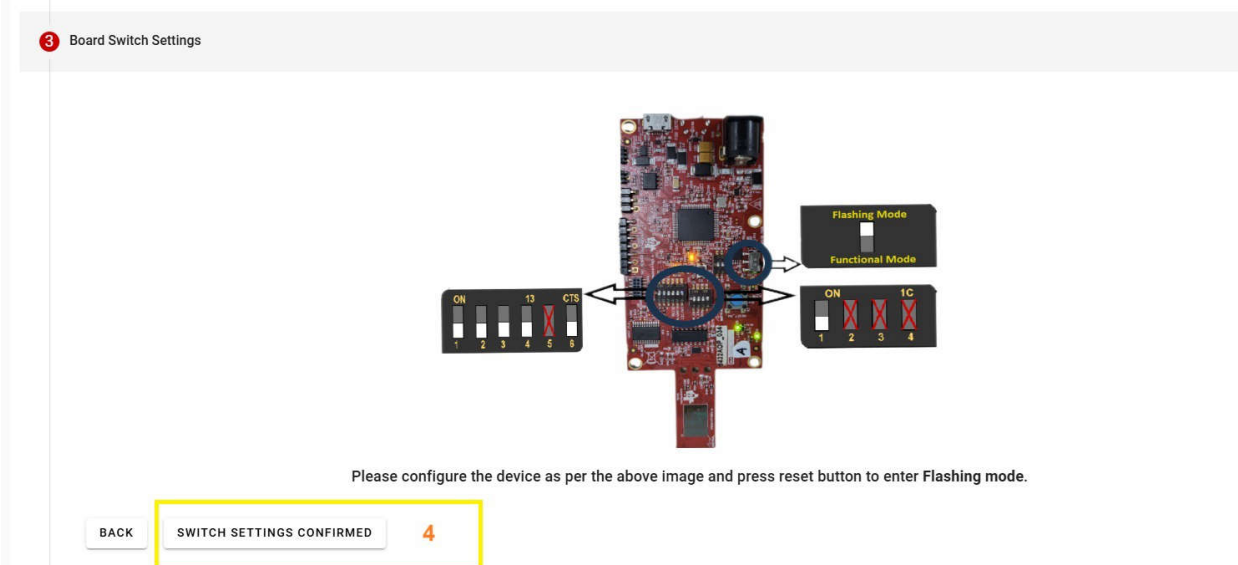 3 Board Switch Settings
Flashing Mode
Functional Mode
ON 13 CTS
1 2 3 4 5 6
ON 1C
1 2 3 4
A
Please configure the device as per the above image and press reset button to enter Flashing mode.
BACK SWITCH SETTINGS CONFIRMED 4